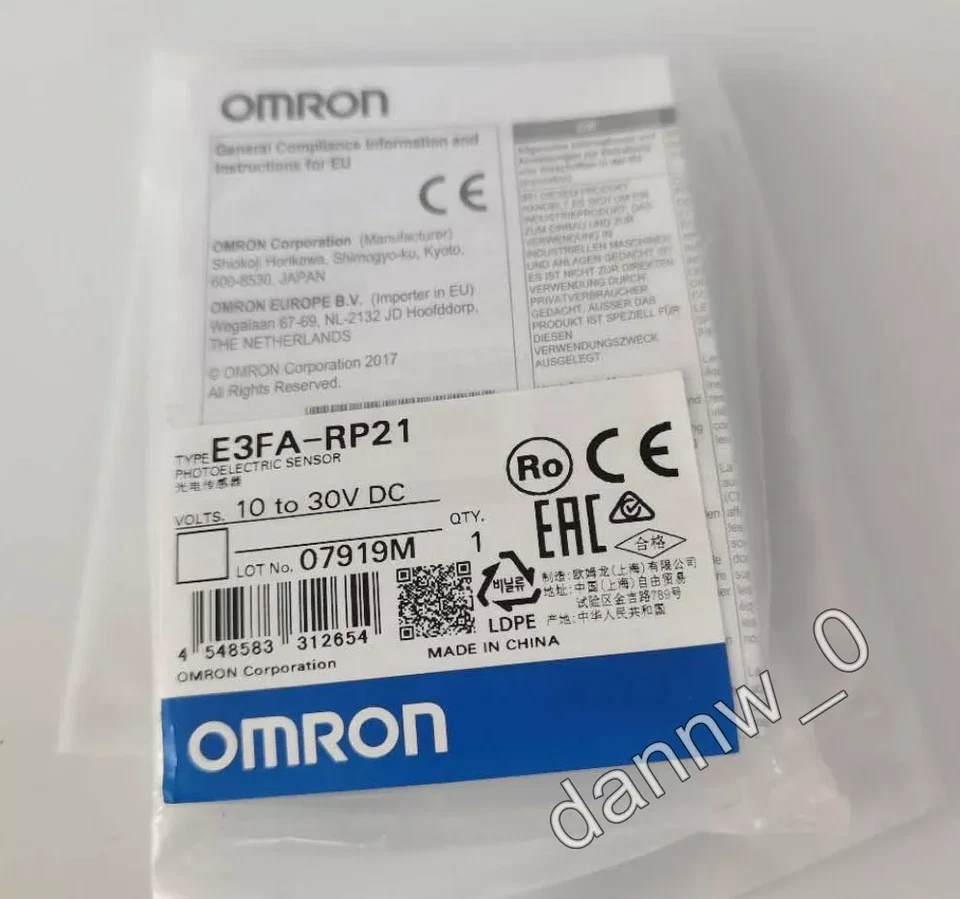 OMRON
General Compliance Information and
Instructions for EU
CE
OMRON Corporation (Manufacturer)
Shiokoji Horikawa, Shimogyo-ku, Kyoto,
600-8530, JAPAN
OMRON EUROPE B.V. (Importer in EU)
Wegalaan 67-69, NL-2132 JD Hoofddorp,
THE NETHERLANDS
© OMRON Corporation 2017
All Rights Reserved.
BEI DIESEM PRODUKT
HANDELT ES SICH UM EIN
INDUSTRIEPRODUKT, DAS
ZUM EINBAU UND ZUR
VERWENDUNG IN
INDUSTRIELLEN MASCHINEN
UND ANLAGEN GEDACHT IST.
ES IST NICHT ZUR DIREKTEN
VERWENDUNG DURCH
PRIVATVERBRAUCHER
GEDACHT, AUSSER DAS
PRODUKT IST SPEZIELL FÜR
DIESEN
VERWENDUNGSZWECK
AUSGELEGT.
TYPE E3FA-RP21
PHOTOELECTRIC SENSOR
光电传感器
VOLTS. 10 to 30V DC
QTY.
LOT No. 07919M 1
Ro CE
EAC
合格
4 548583 312654
OMRON Corporation
비닐류
LDPE
制造: 欧姆龙(上海)有限公司
地址: 中国(上海)自由贸易
试验区金吉路789号
产地: 中华人民共和国
MADE IN CHINA
OMRON
dannw_0